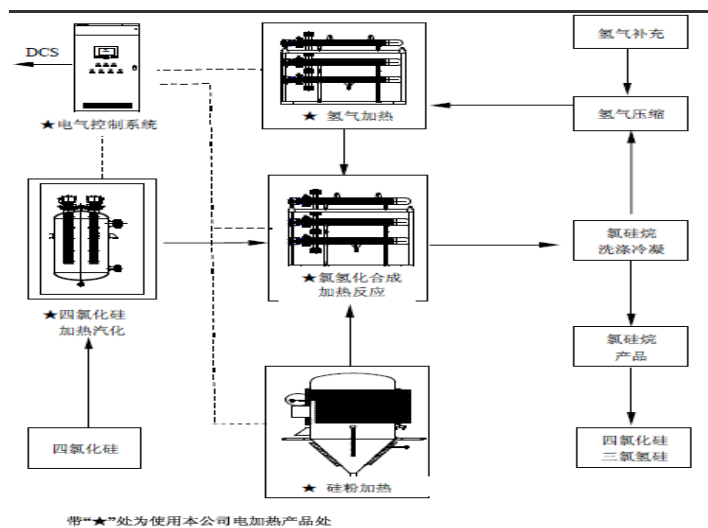 DCS
★电气控制系统
★ 氢气加热
氢气补充
氢气压缩
★四氯化硅
加热汽化
★氯氢化合成
加热反应
氯硅烷
洗涤冷凝
氯硅烷
产品
四氯化硅
★ 硅粉加热
四氯化硅
三氯氢硅
带“★”处为使用本公司电加热产品处